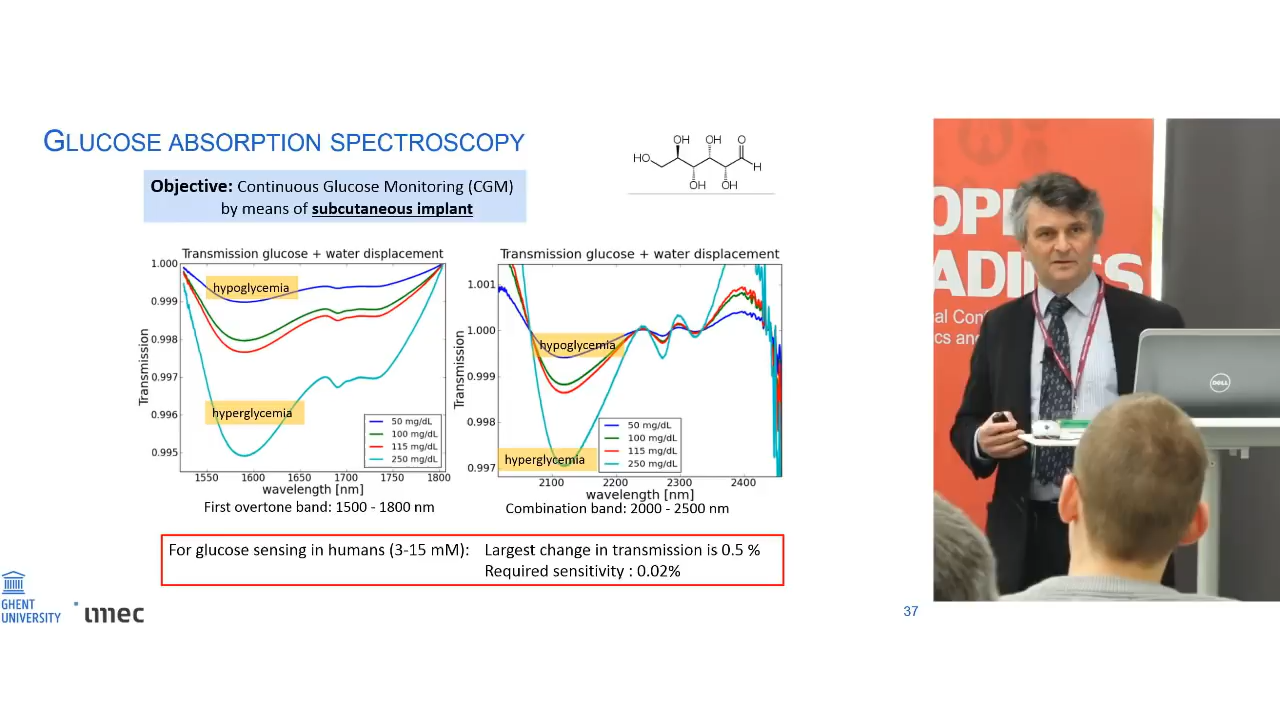 GLUCOSE ABSORPTION SPECTROSCOPY
Objective: Continuous Glucose Monitoring (CGM)
by means of subcutaneous implant
OH
OH
O
HO
H
OH
OH
Transmission glucose + water displacement
1.000
0.999
0.998
0.997
0.996
0.995
Transmission
hypoglycemia
hyperglycemia
50 mg/dL
100 mg/dL
115 mg/dL
250 mg/dL
1550
1600
1650
1700
1750
1800
wavelength [nm]
First overtone band: 1500 - 1800 nm
Transmission glucose + water displacement
1.001
1.000
0.999
0.998
0.997
Transmission
hypoglycemia
hyperglycemia
50 mg/dL
100 mg/dL
115 mg/dL
250 mg/dL
2100
2200
2300
2400
wavelength [nm]
Combination band: 2000 - 2500 nm
For glucose sensing in humans (3-15 mM): Largest change in transmission is 0.5 %
Required sensitivity : 0.02%
GHENT
UNIVERSITY
imec
37
DELL